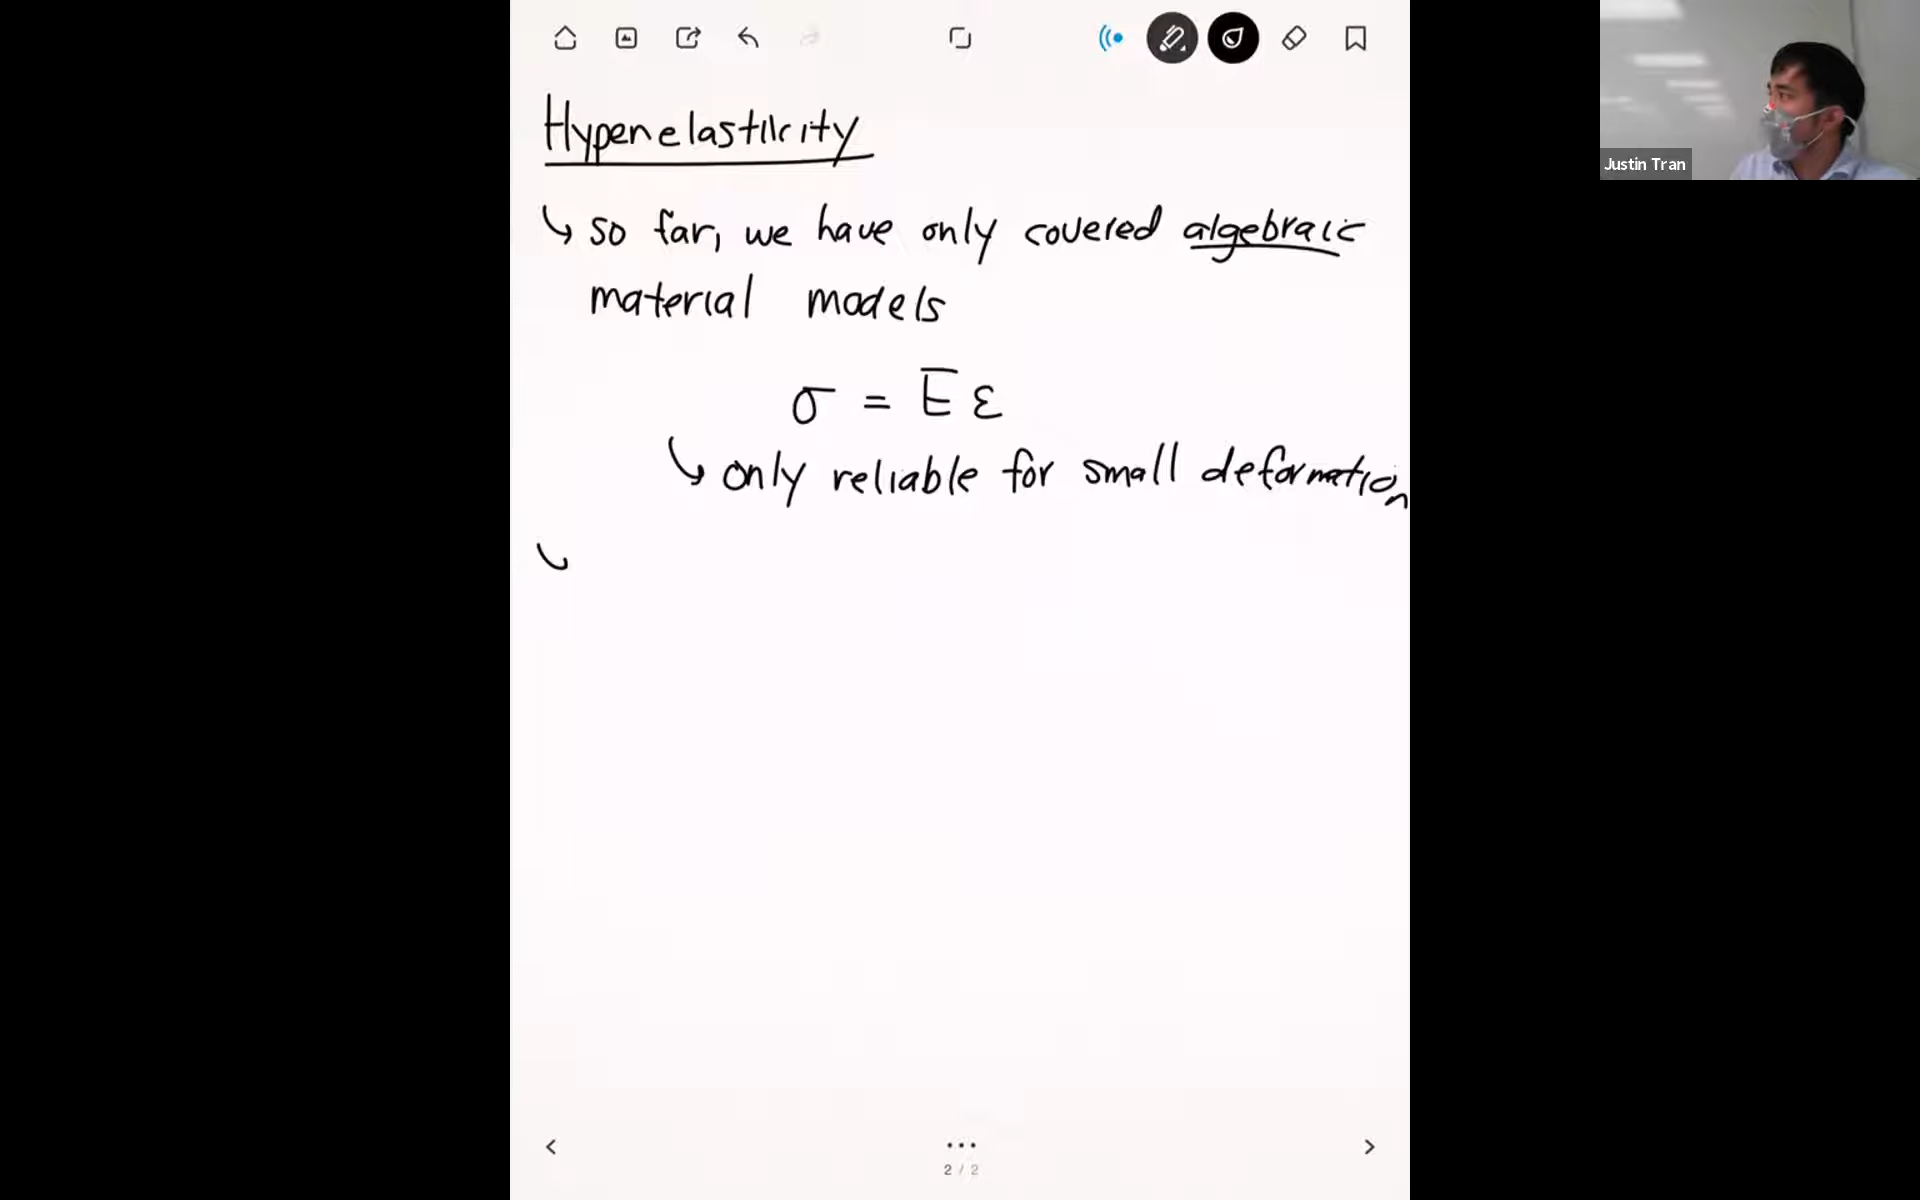 Hyperelasticity
↳ so far, we have only covered algebraic
material models
σ = E ε
↳ only reliable for small deformation
2 / 2
Justin Tran